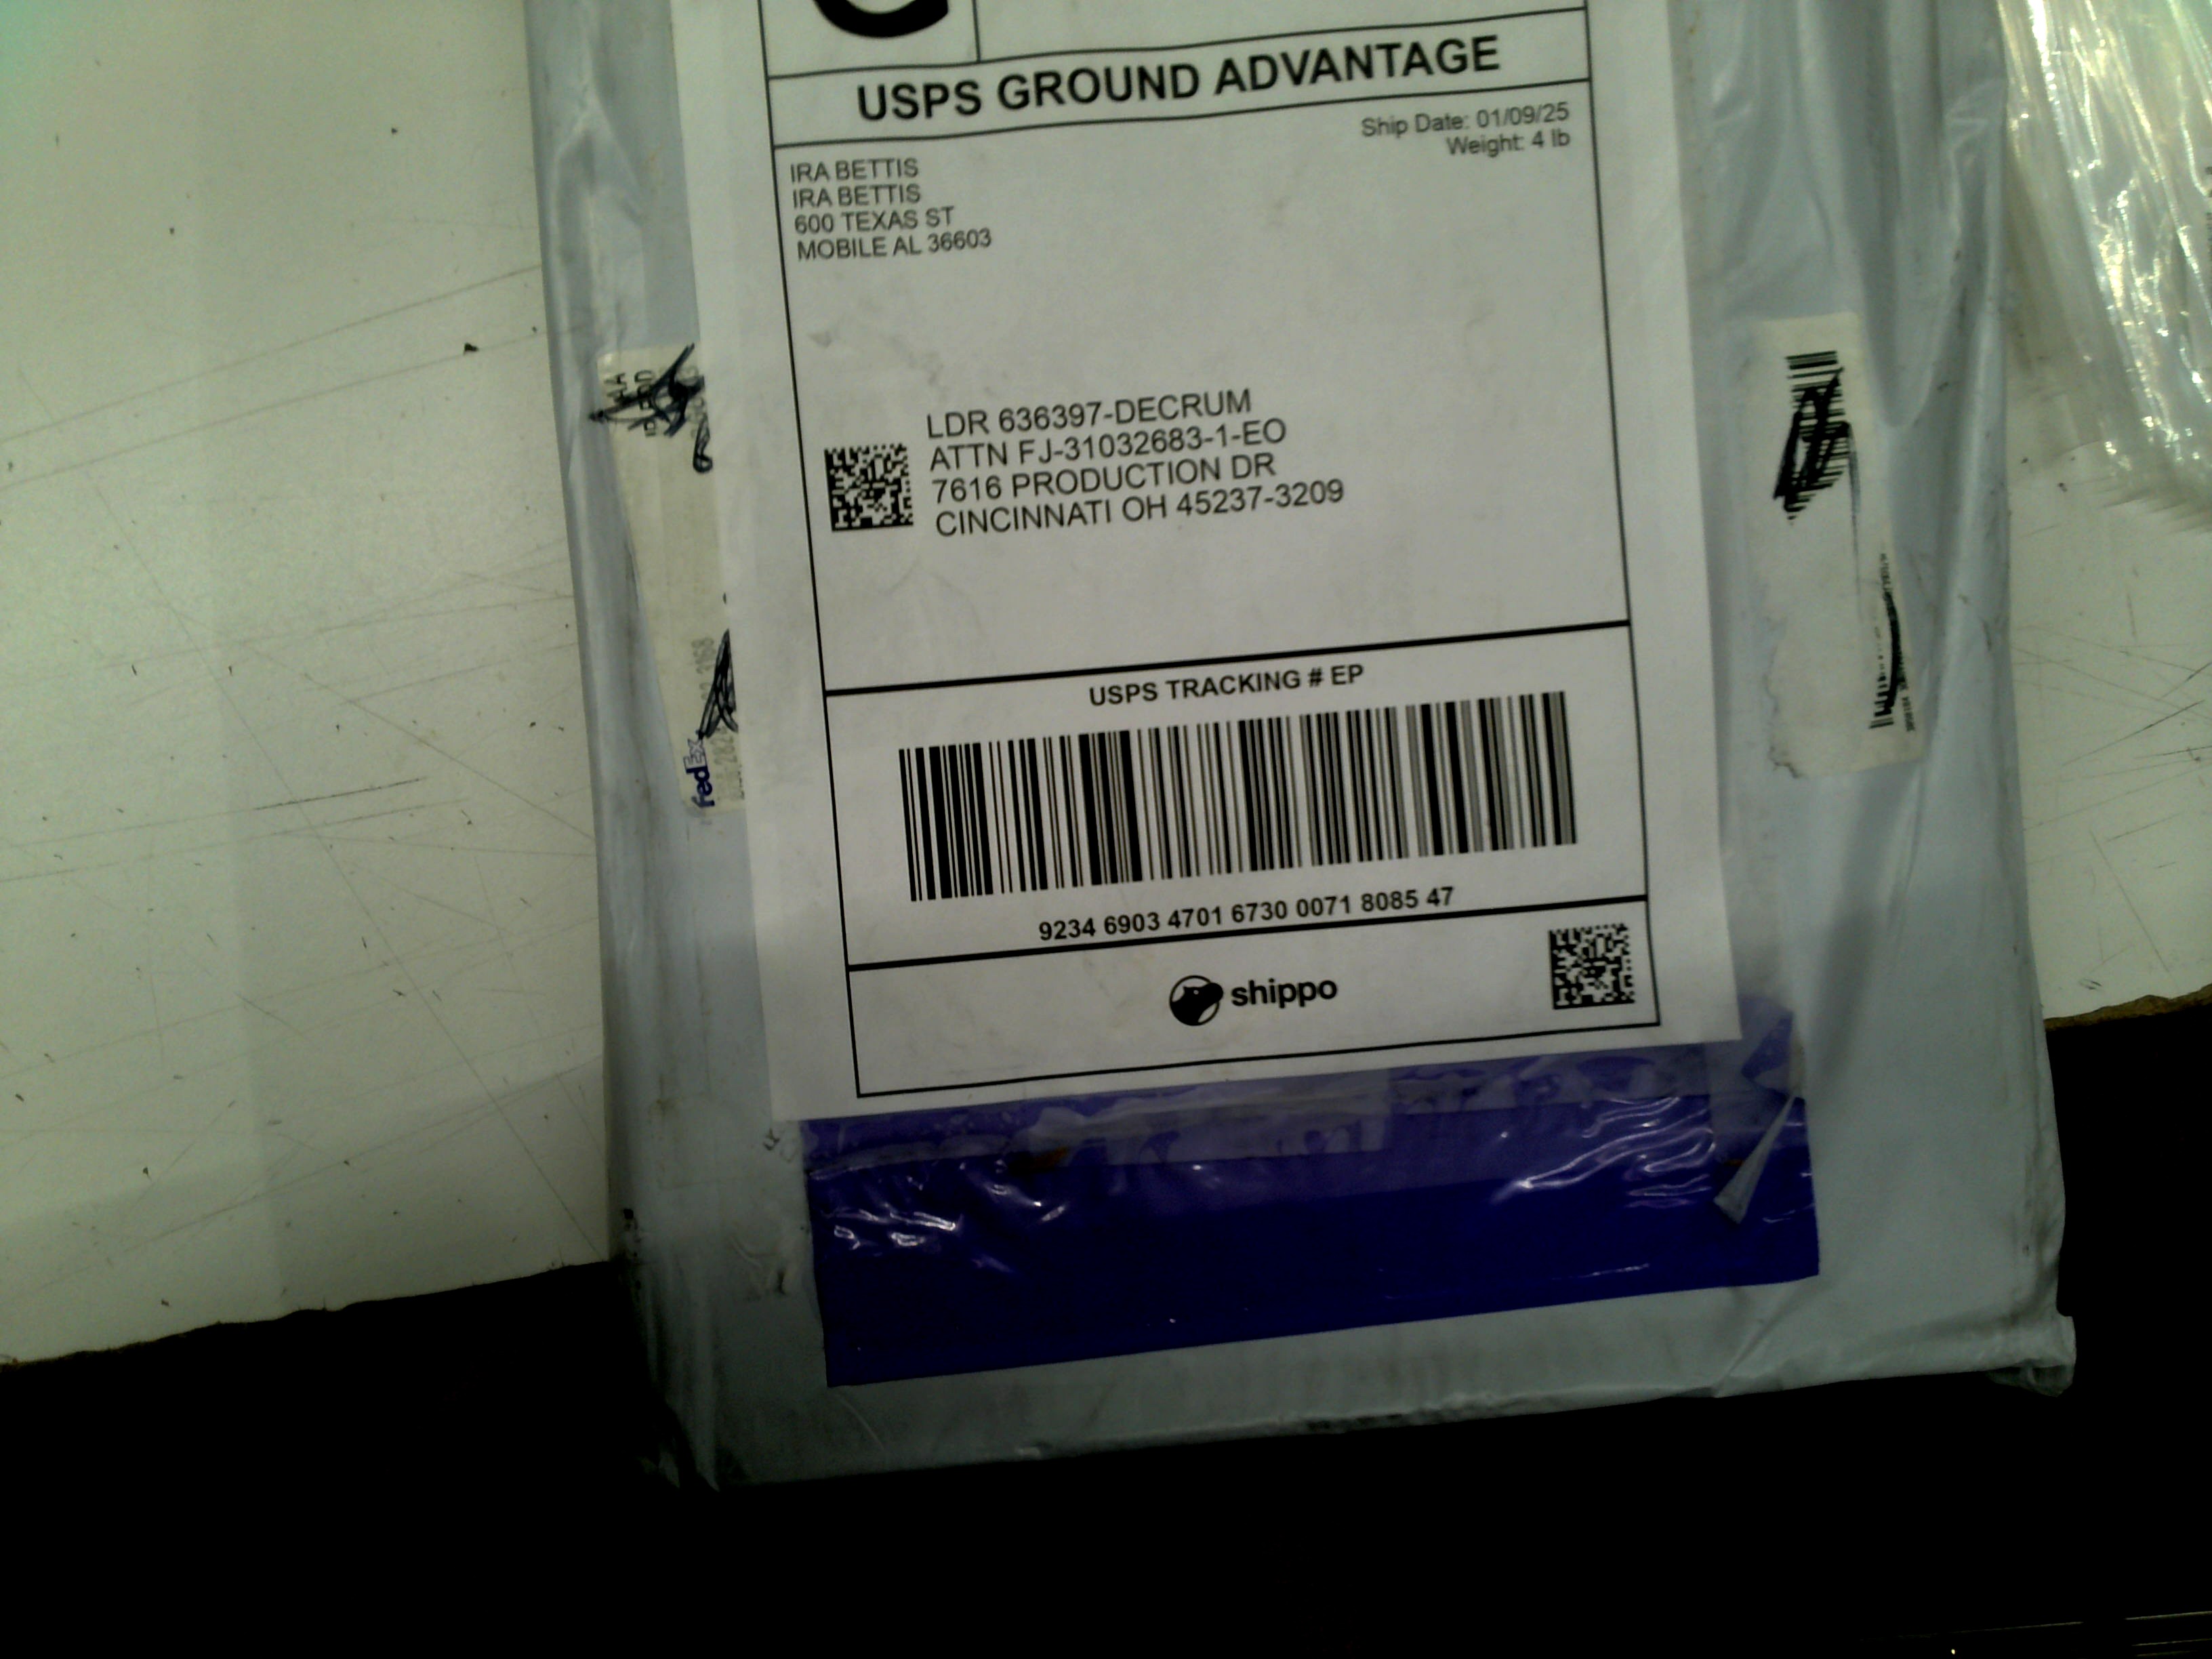 USPS GROUND ADVANTAGE
Ship Date: 01/09/25
Weight: 4 lb
IRA BETTIS
IRA BETTIS
600 TEXAS ST
MOBILE AL 36603
LDR 636397-DECRUM
ATTN FJ-31032683-1-EO
7616 PRODUCTION DR
CINCINNATI OH 45237-3209
USPS TRACKING # EP
9234 6903 4701 6730 0071 8085 47
shippo
fedEx